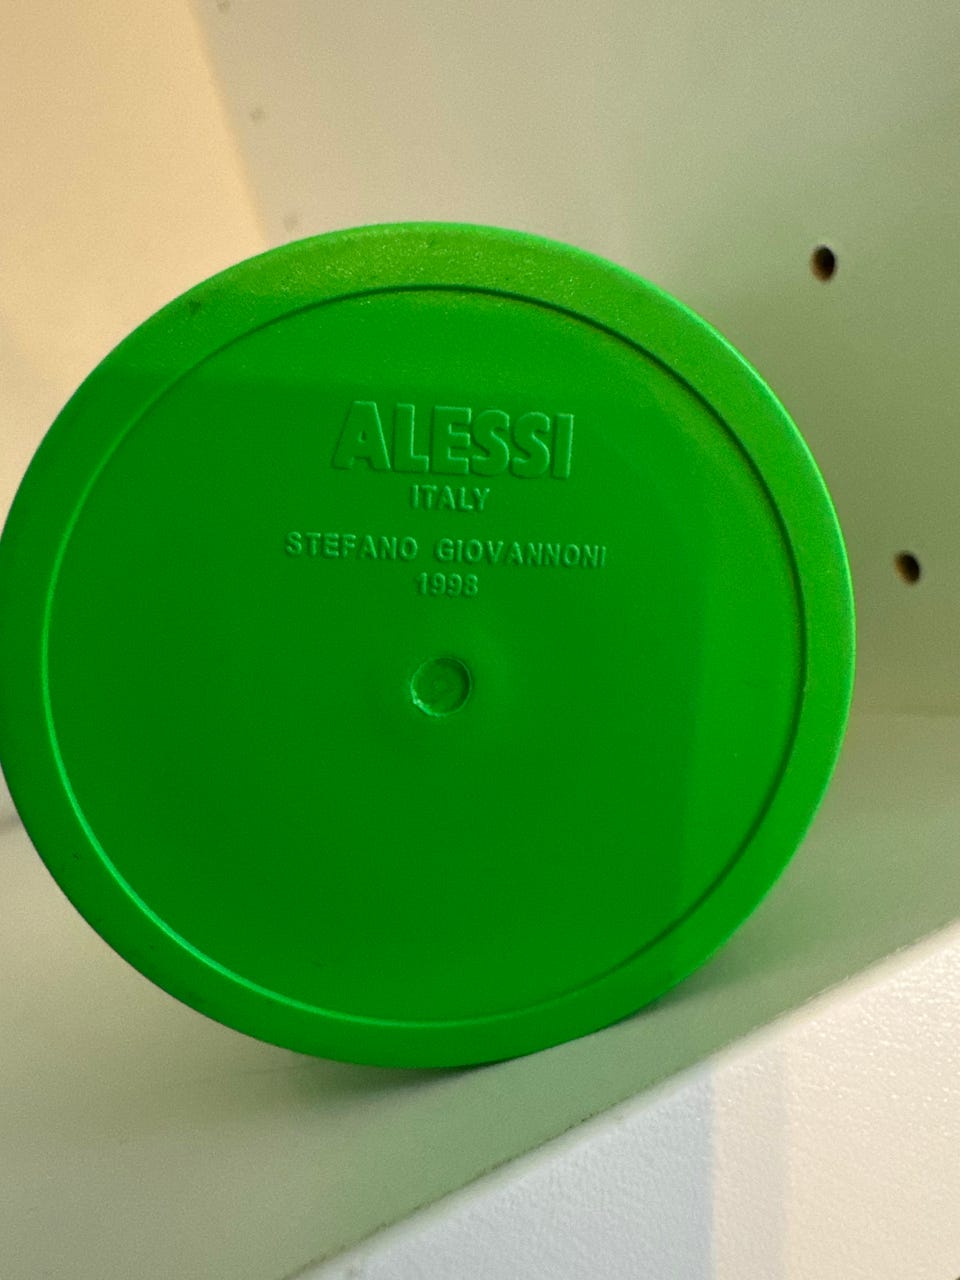 ALESSI
ITALY
STEFANO GIOVANNONI
1998